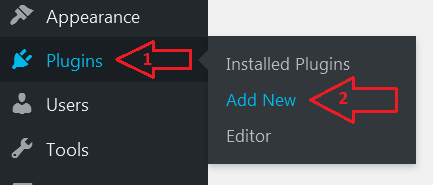 Appearance
Plugins
1
Installed Plugins
Add New
2
Users
Editor
Tools